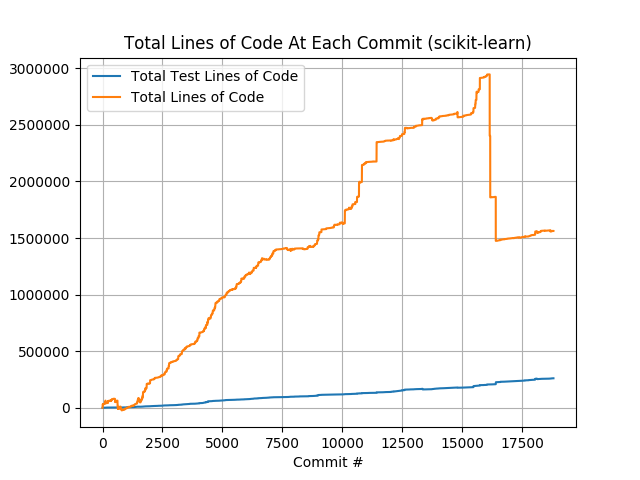 Total Lines of Code At Each Commit (scikit-learn)
Total Test Lines of Code
Total Lines of Code
3000000
2500000
2000000
1500000
1000000
500000
0
0 2500 5000 7500 10000 12500 15000 17500
Commit #